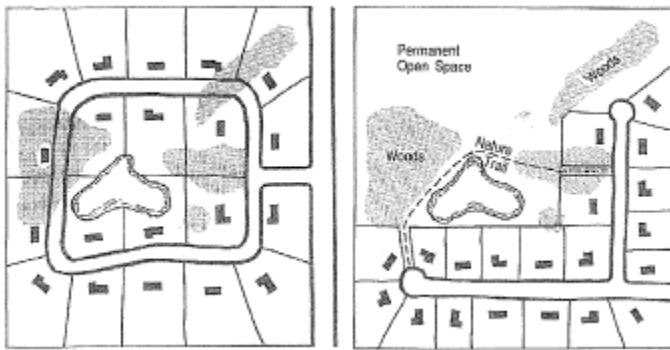 Permanent
Open Space
Woods
Woods
Nature
Trail